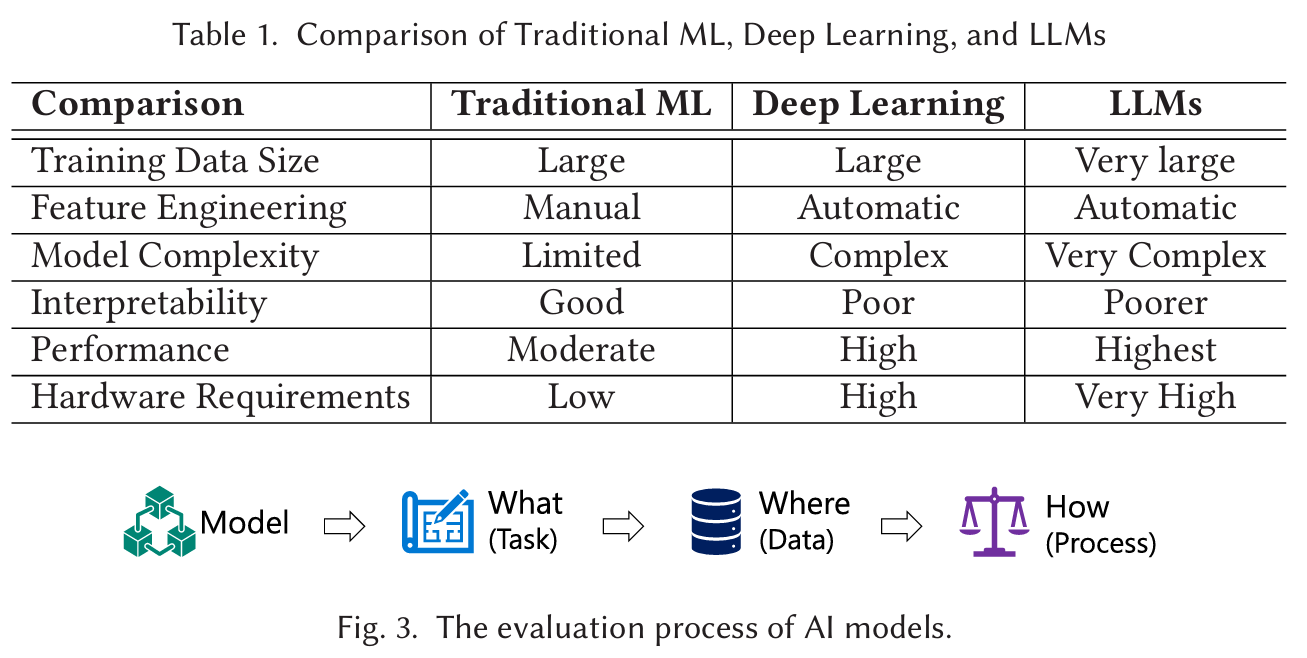 Table 1. Comparison of Traditional ML, Deep Learning, and LLMs
Comparison Traditional ML Deep Learning LLMs
Training Data Size Large Large Very large
Feature Engineering Manual Automatic Automatic
Model Complexity Limited Complex Very Complex
Interpretability Good Poor Poorer
Performance Moderate High Highest
Hardware Requirements Low High Very High
Model
What
(Task)
Where
(Data)
How
(Process)
Fig. 3. The evaluation process of AI models.